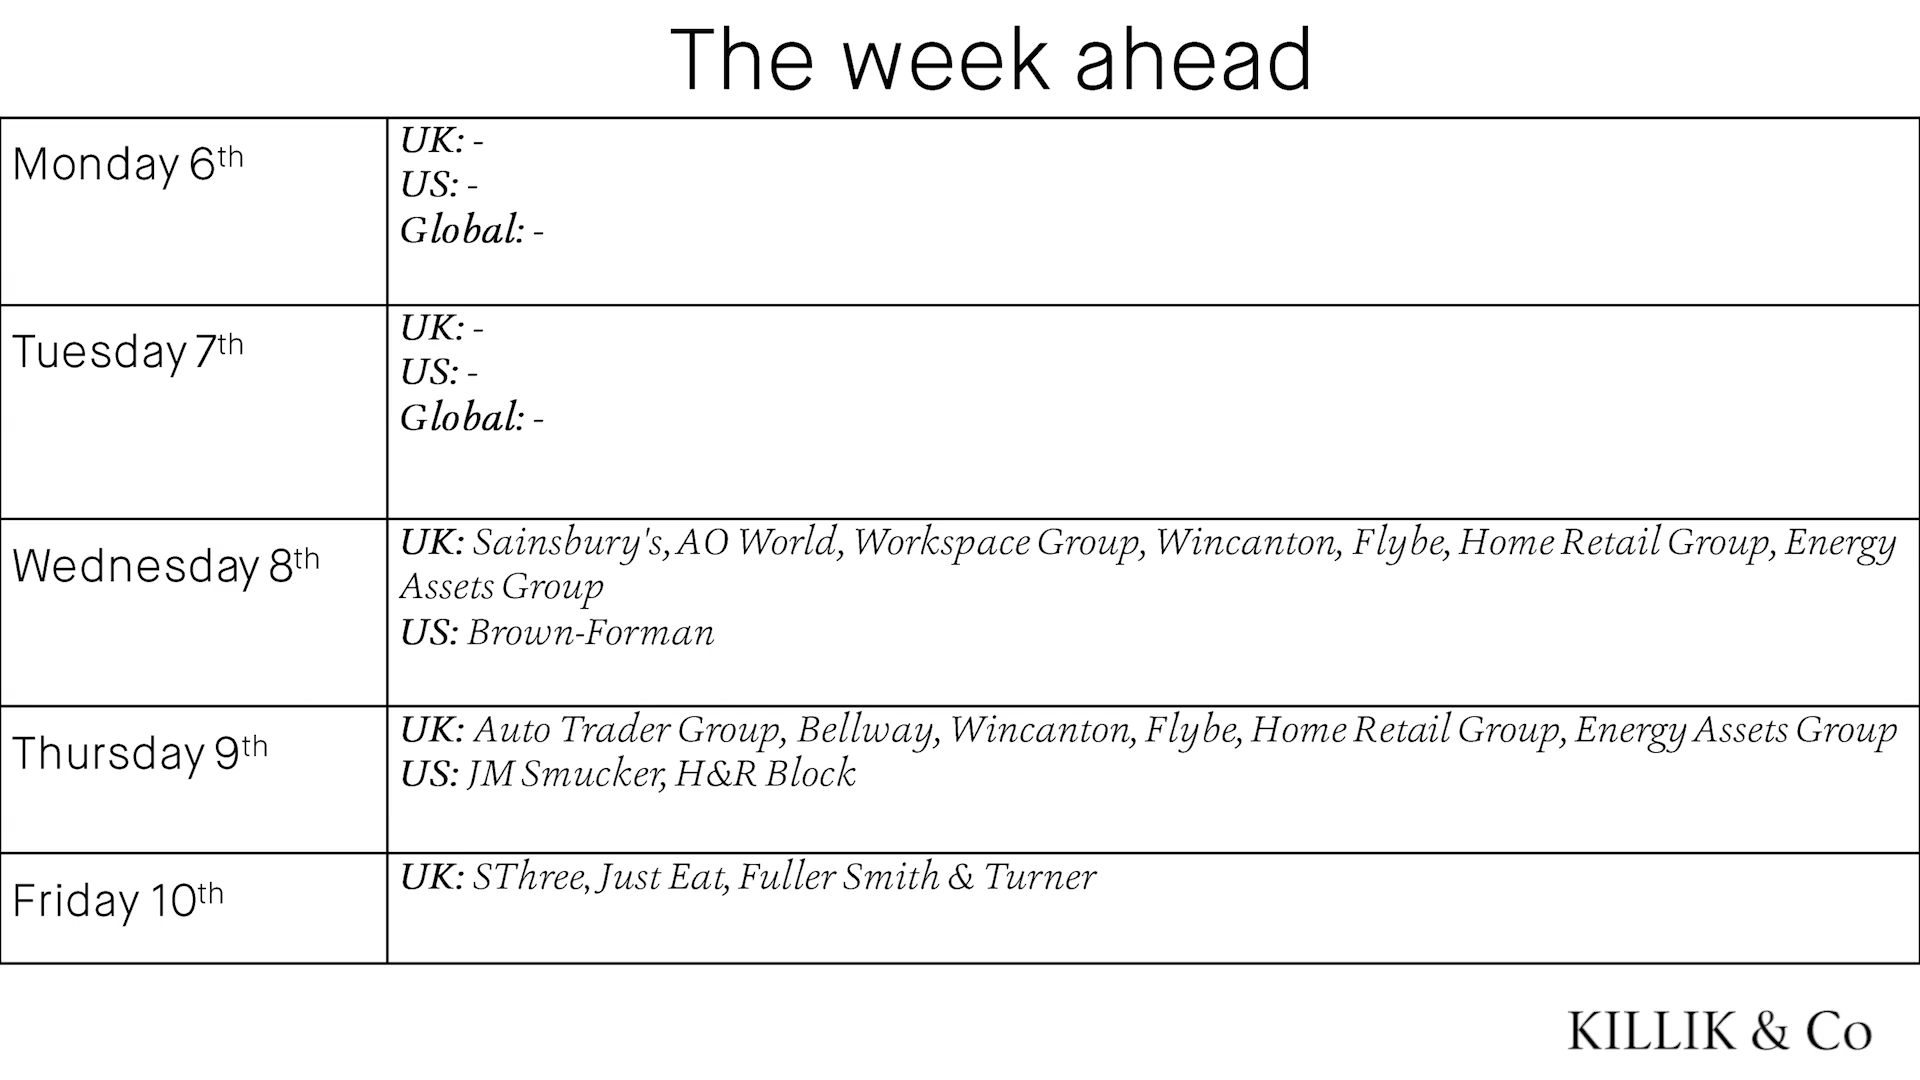 The week ahead
Monday 6th
UK: -
US: -
Global: -
Tuesday 7th
UK: -
US: -
Global: -
Wednesday 8th
UK: Sainsbury's, AO World, Workspace Group, Wincanton, Flybe, Home Retail Group, Energy
Assets Group
US: Brown-Forman
Thursday 9th
UK: Auto Trader Group, Bellway, Wincanton, Flybe, Home Retail Group, Energy Assets Group
US: JM Smucker, H&R Block
Friday 10th
UK: SThree, Just Eat, Fuller Smith & Turner
KILLIK & Co